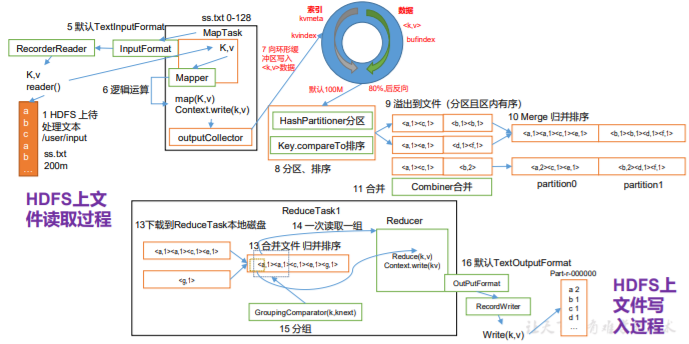 5 默认TextInputFormat
ss.txt 0-128
MapTask
RecorderReader
InputFormat
K,v
K,v
reader()
Mapper
6 逻辑运算
map(K,v)
Context.write(k,v)
outputCollector
a
b
c
a
b
c
…
1 HDFS 上待
处理文本
/user/input
ss.txt
200m
HDFS上文
件读取过程
索引
kvmeta
kvindex
数据
<k,v>
bufindex
7 向环形缓
冲区写入
<k,v>数据
默认100M
80%,后反向
HashPartitioner分区
Key.compareTo排序
8 分区、排序
9 溢出到文件（分区且区内有序）
<a,1><c,1>
<b,1><b,1>
<a,1><e,1>
<d,1><f,1>
<a,1><c,1>
<b,2>
10 Merge 归并排序
<a,1><a,1><c,1><e,1>
<b,1><b,1><d,1><f,1>
11 合并
Combiner合并
<a,2><c,1><e,1>
<b,2><d,1><f,1>
partition0
partition1
ReduceTask1
13下载到ReduceTask本地磁盘
14 一次读取一组
Reducer
<a,1><a,1><c,1><e,1>
<g,1>
13 合并文件 归并排序
<a,1><a,1><c,1><e,1><g,1>
Reduce(k,v)
Context.write(kv)
GroupingComparator(k,knext)
15 分组
16 默认TextOutputFormat
OutPutFormat
RecordWriter
Write(k,v)
Part-r-000000
a 2
b 1
c 1
d 1
…
HDFS上
文件写
入过程